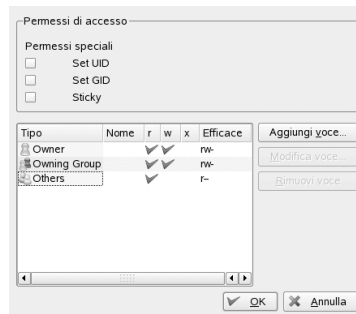 Permessi di accesso
Permessi speciali
Set UID
Set GID
Sticky
Tipo Nome r w x Efficace
Owner rw-
Owning Group rw-
Others r--
Aggiungi voce...
Modifica voce...
Rimuovi voce
OK Annulla